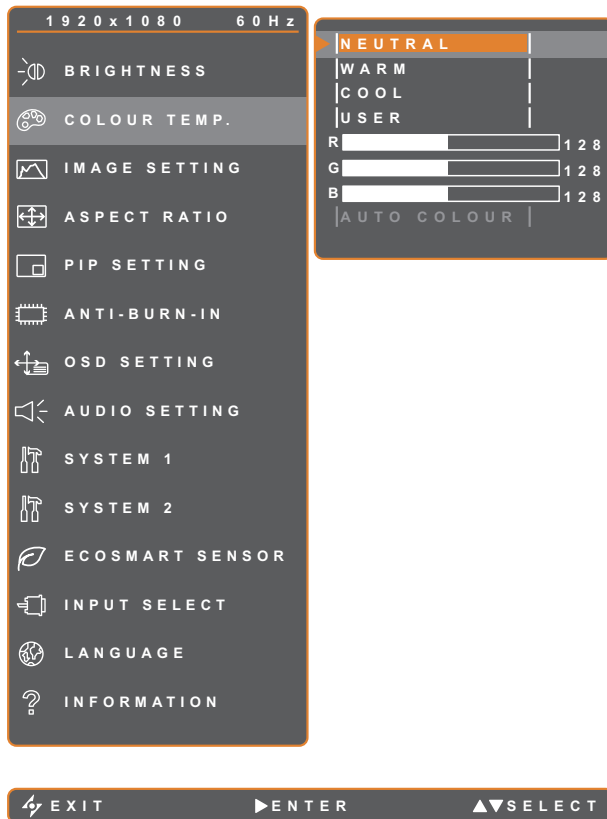 1920x1080 60Hz
BRIGHTNESS
COLOUR TEMP.
IMAGE SETTING
ASPECT RATIO
PIP SETTING
ANTI-BURN-IN
OSD SETTING
AUDIO SETTING
SYSTEM 1
SYSTEM 2
ECOSMART SENSOR
INPUT SELECT
LANGUAGE
INFORMATION
NEUTRAL
WARM
COOL
USER
R 128
G 128
B 128
AUTO COLOUR
EXIT ENTER SELECT